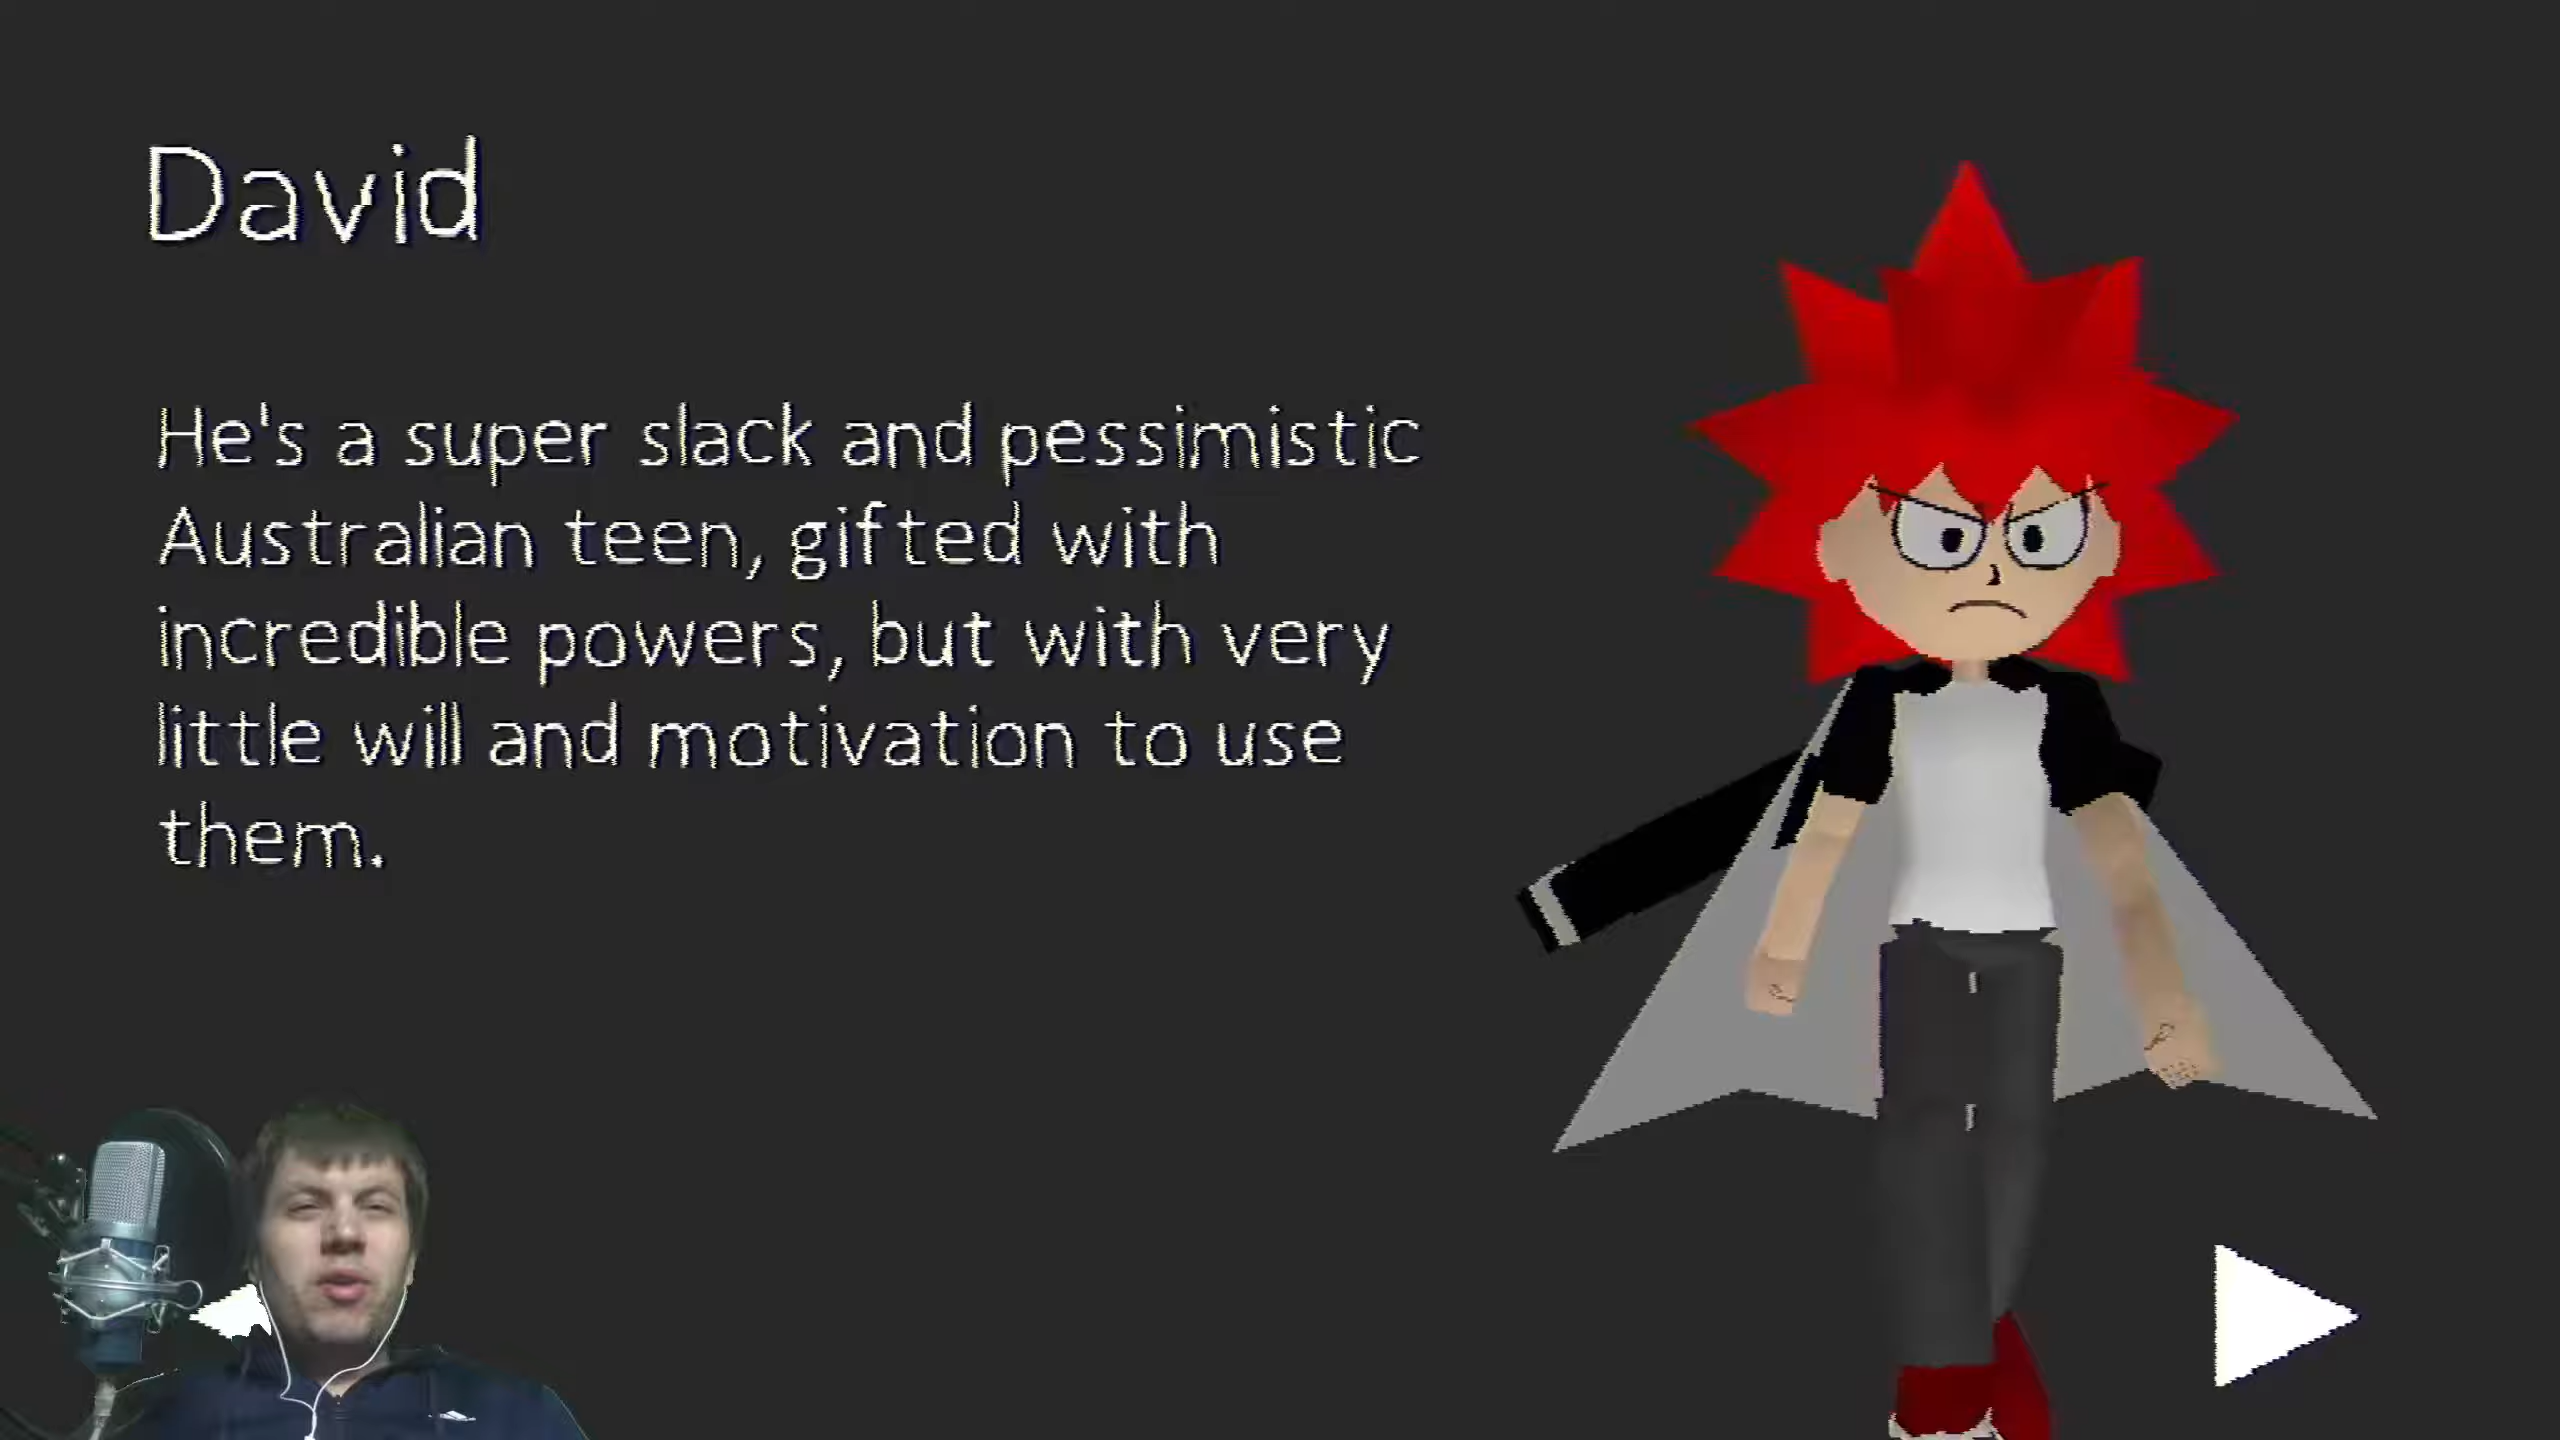 David
He's a super slack and pessimistic
Australian teen, gifted with
incredible powers, but with very
little will and motivation to use
them.